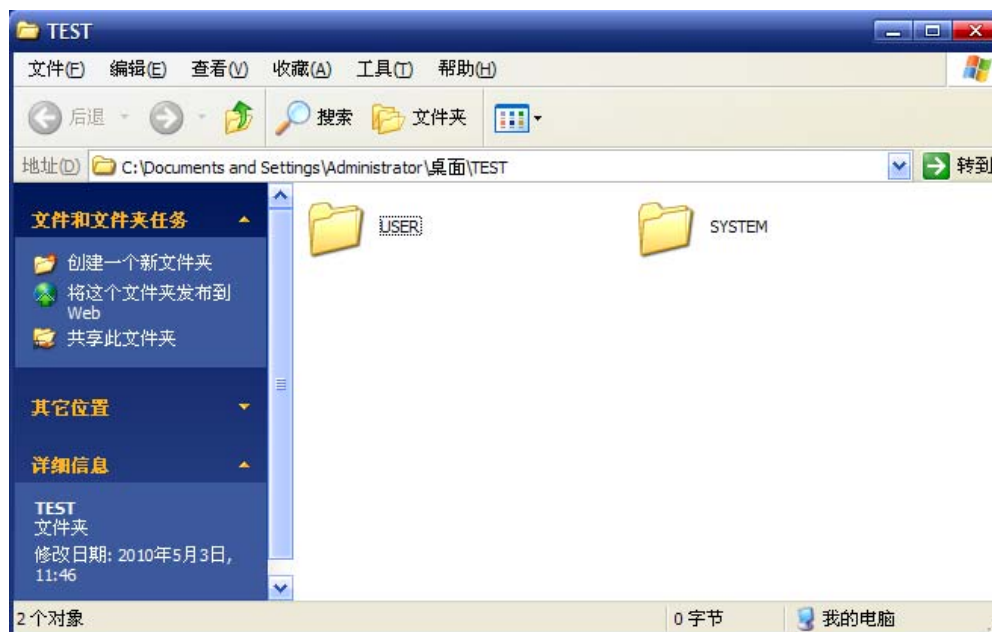 TEST
文件(F) 编辑(E) 查看(V) 收藏(A) 工具(T) 帮助(H)
后退 搜索 文件夹
地址(D) C:\Documents and Settings\Administrator\桌面\TEST 转到
文件和文件夹任务
创建一个新文件夹
将这个文件夹发布到
Web
共享此文件夹
其它位置
详细信息
TEST
文件夹
修改日期: 2010年5月3日,
11:46
USER SYSTEM
2 个对象 0 字节 我的电脑